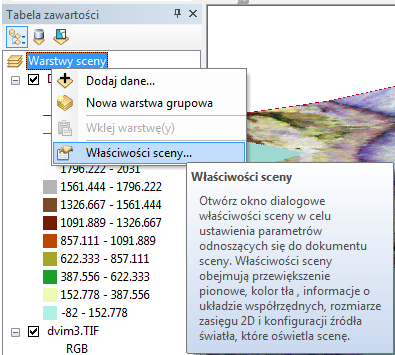 Tabela zawartości
Warstwy sceny
Dodaj dane...
Nowa warstwa grupowa
Wklej warstwę(y)
Właściwości sceny...
1796.222 - 2031
1561.444 - 1796.222
1326.667 - 1561.444
1091.889 - 1326.667
857.111 - 1091.889
622.333 - 857.111
387.556 - 622.333
152.778 - 387.556
-82 - 152.778
dvim3.TIF
RGB
Właściwości sceny
Otwórz okno dialogowe
właściwości sceny w celu
ustawienia parametrów
odnoszących się do dokumentu
sceny. Właściwości sceny
obejmują przewiększenie
pionowe, kolor tła , informacje o
układzie współrzędnych, rozmiarze
zasięgu 2D i konfiguracji źródła
światła, które oświetla scenę.